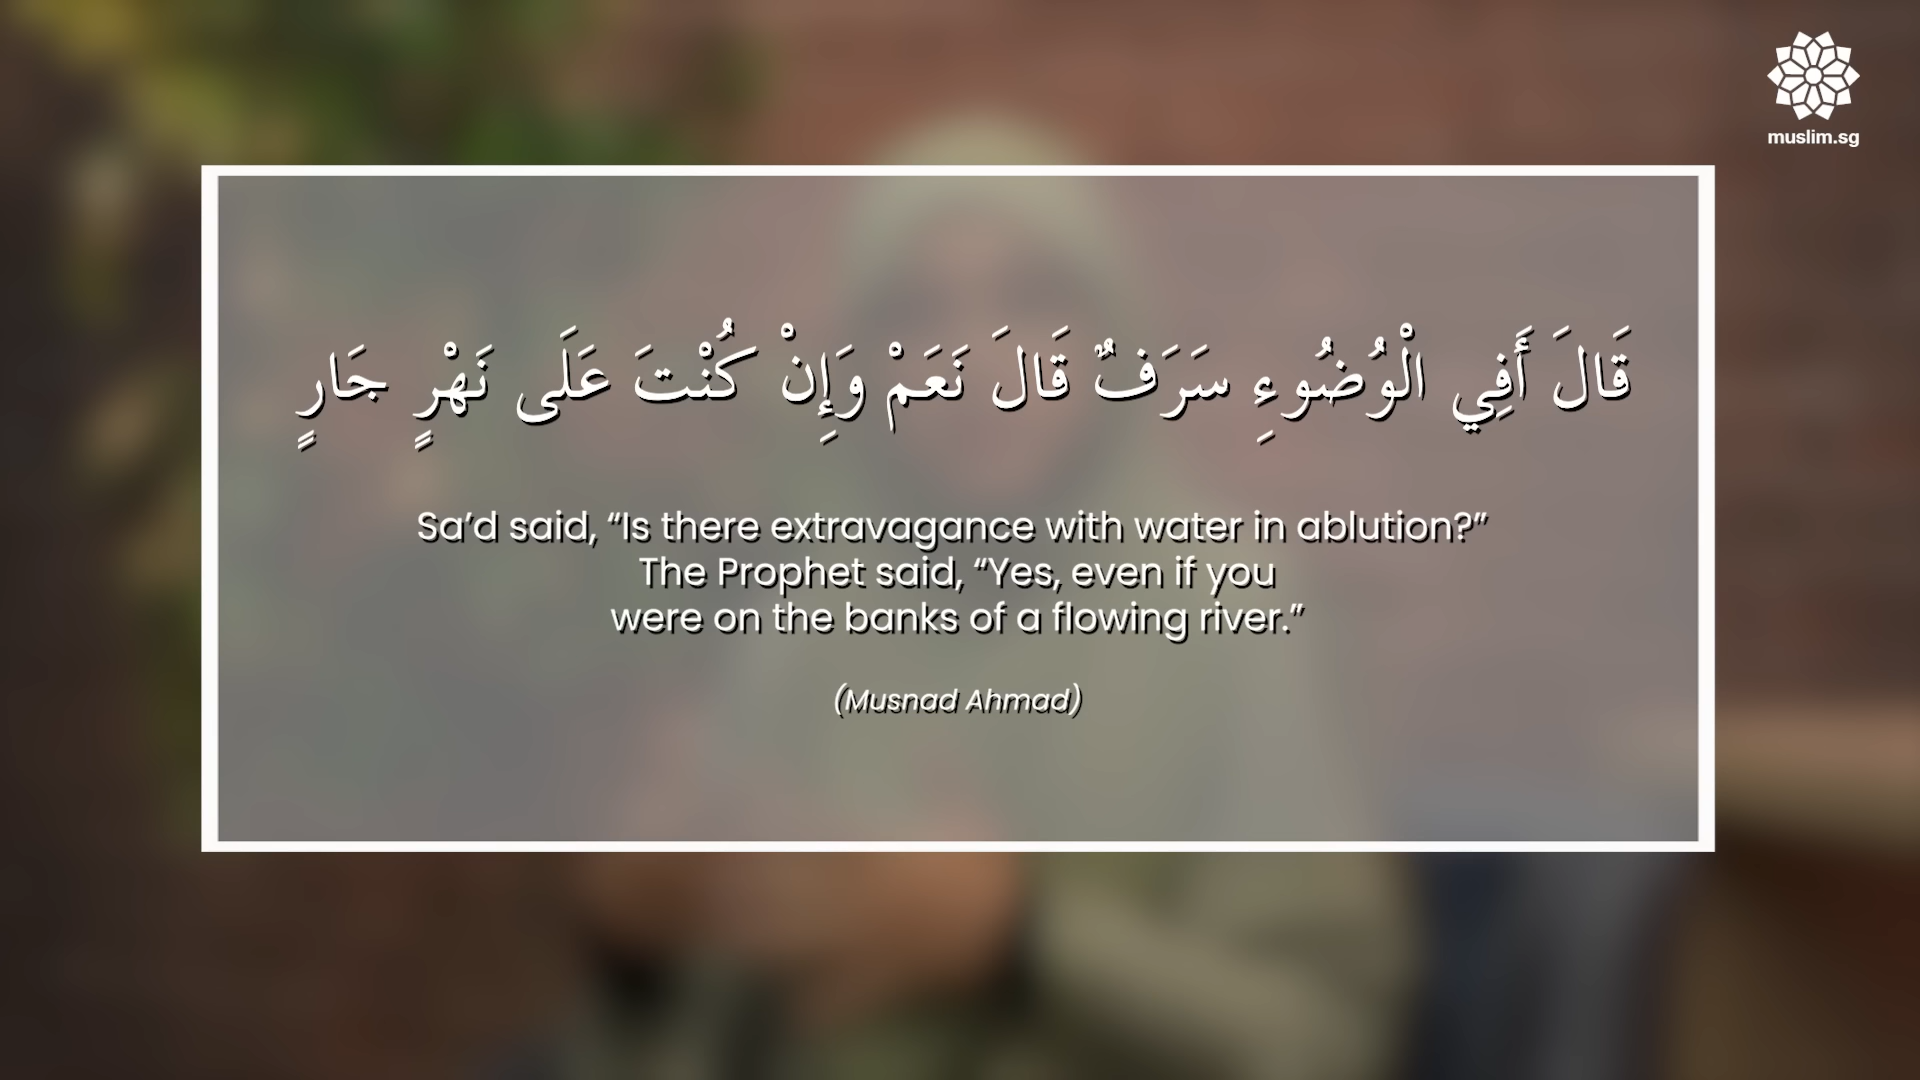 muslim.sg
قَالَ أَفِي الْوُضُوءِ سَرَفٌ قَالَ نَعَمْ وَإِنْ كُنْتَ عَلَى نَهْرٍ جَارٍ
Sa’d said, “Is there extravagance with water in ablution?”
The Prophet said, “Yes, even if you
were on the banks of a flowing river.”
(Musnad Ahmad)